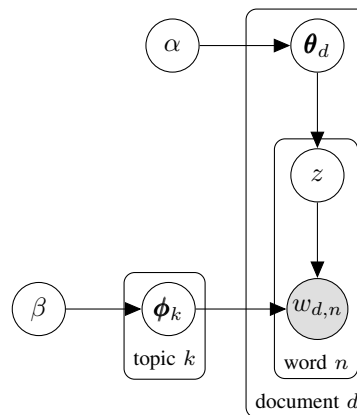 α
θ_d
z
β
ϕ_k
w_{d,n}
topic k
word n
document d